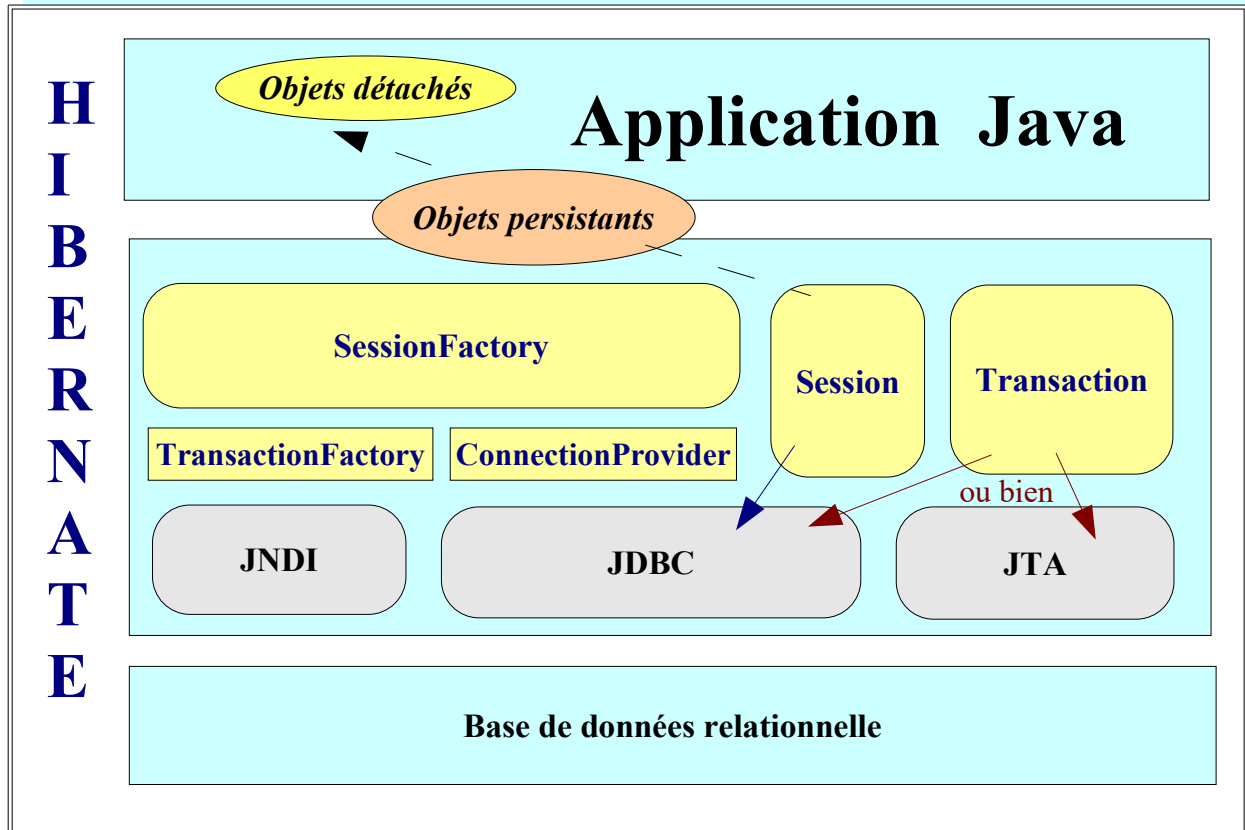 HIBERNATE
Objets détachés
Application Java
Objets persistants
SessionFactory
Session
Transaction
TransactionFactory
ConnectionProvider
ou bien
JNDI
JDBC
JTA
Base de données relationnelle